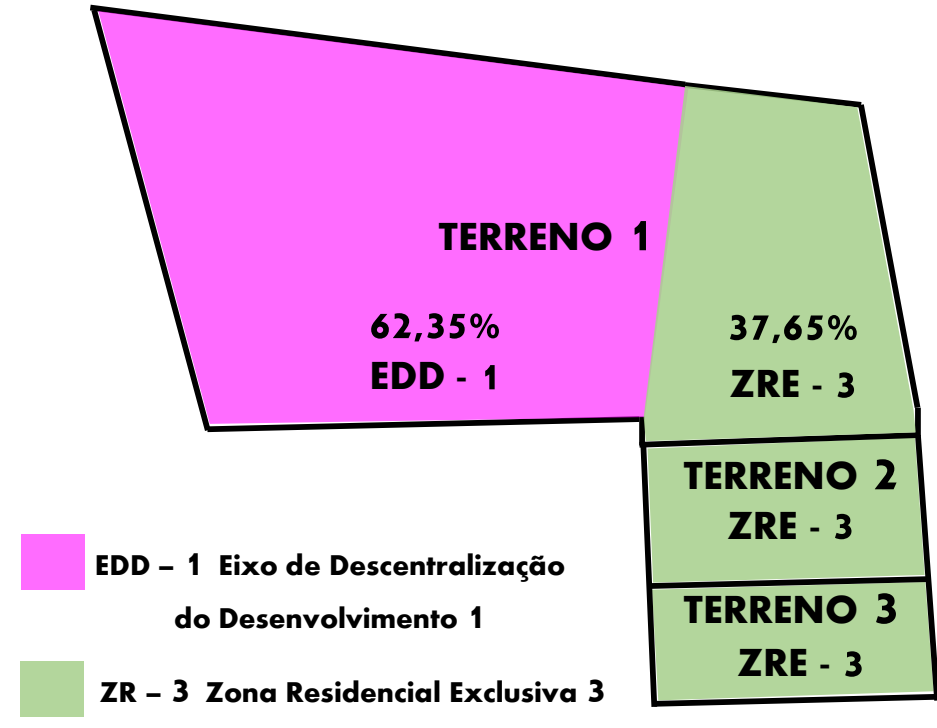 TERRENO 1
62,35%
EDD - 1
37,65%
ZRE - 3
TERRENO 2
ZRE - 3
TERRENO 3
ZRE - 3
EDD – 1 Eixo de Descentralização
do Desenvolvimento 1
ZR – 3 Zona Residencial Exclusiva 3